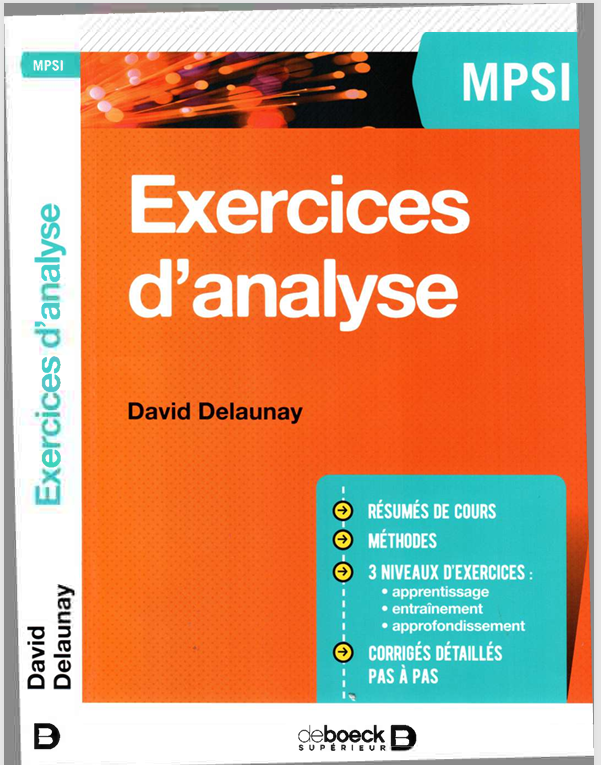 MPSI
Exercices d'analyse
David
Delaunay
B
MPSI
Exercices
d'analyse
David Delaunay
RÉSUMÉS DE COURS
MÉTHODES
3 NIVEAUX D'EXERCICES :
• apprentissage
• entraînement
• approfondissement
CORRIGÉS DÉTAILLÉS
PAS À PAS
deboeck B
SUPÉRIEUR